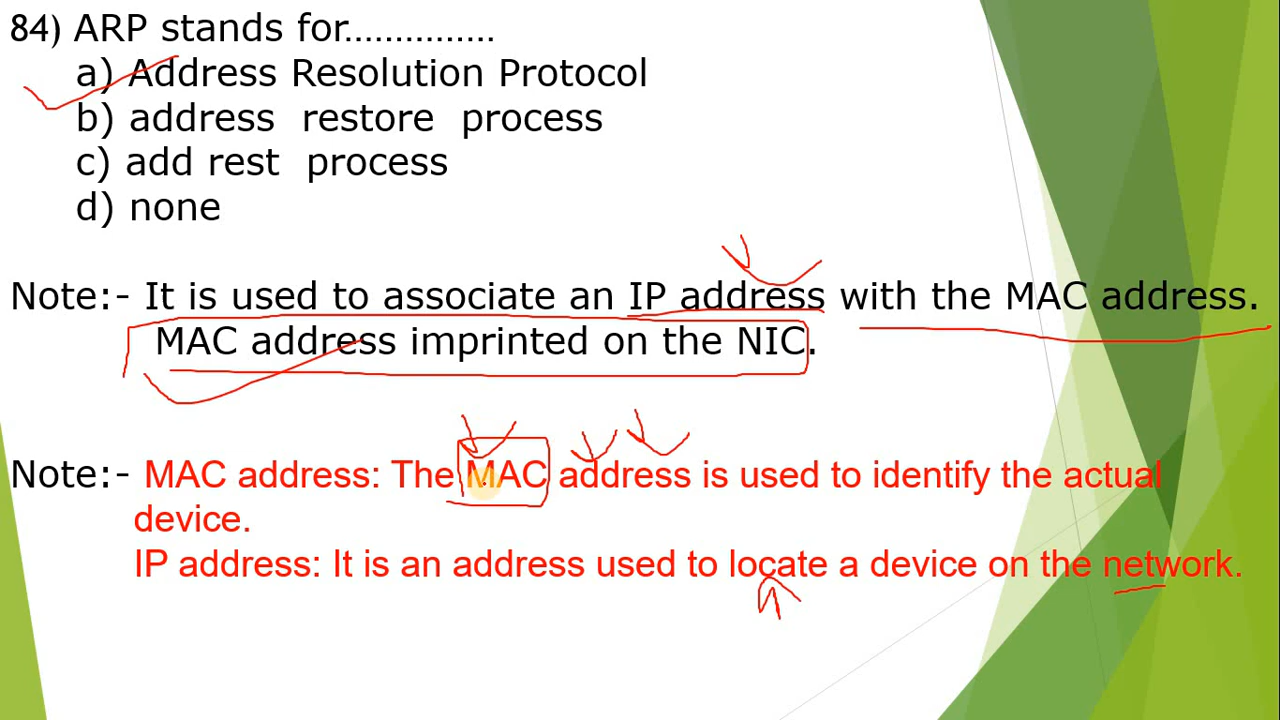 84) ARP stands for...............
a) Address Resolution Protocol
b) address restore process
c) add rest process
d) none
Note:- It is used to associate an IP address with the MAC address.
MAC address imprinted on the NIC.
Note:- MAC address: The MAC address is used to identify the actual
device.
IP address: It is an address used to locate a device on the network.